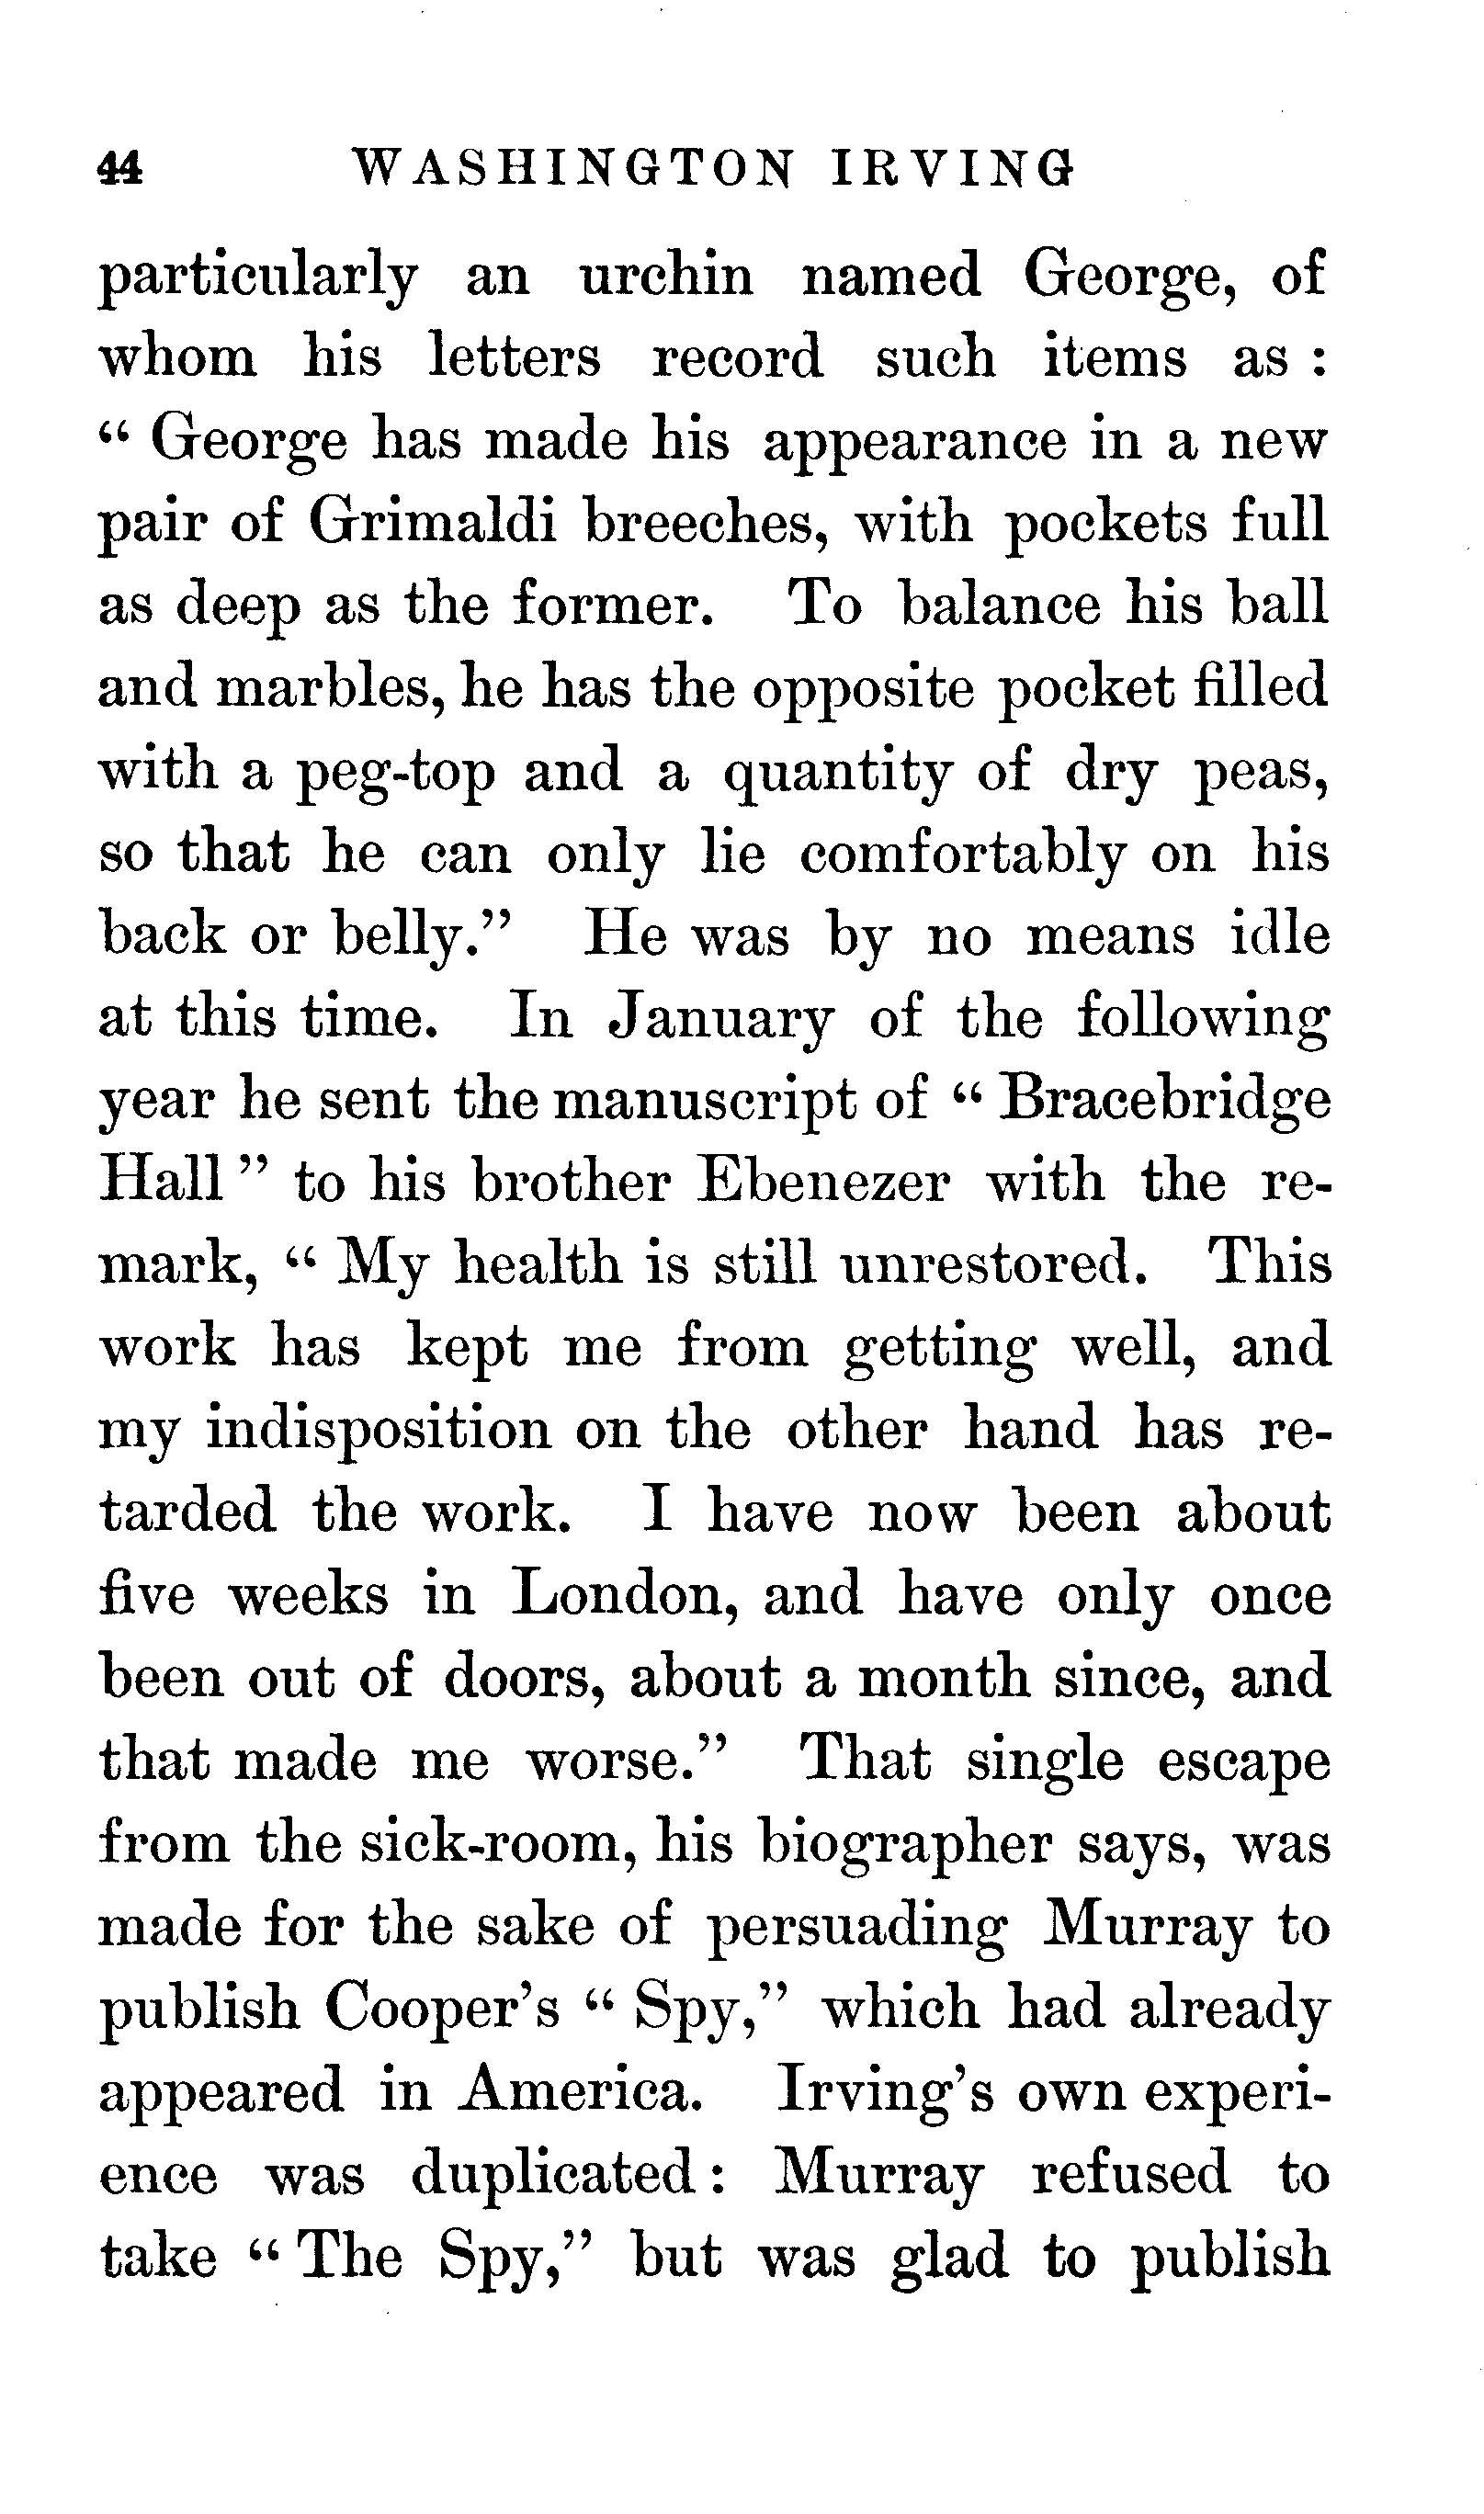 44 WASHINGTON IRVING
particularly an urchin named George, of
whom his letters record such items as :
“ George has made his appearance in a new
pair of Grimaldi breeches, with pockets full
as deep as the former. To balance his ball
and marbles, he has the opposite pocket filled
with a peg-top and a quantity of dry peas,
so that he can only lie comfortably on his
back or belly.” He was by no means idle
at this time. In January of the following
year he sent the manuscript of “ Bracebridge
Hall ” to his brother Ebenezer with the re-
mark, “ My health is still unrestored. This
work has kept me from getting well, and
my indisposition on the other hand has re-
tarded the work. I have now been about
five weeks in London, and have only once
been out of doors, about a month since, and
that made me worse.” That single escape
from the sick-room, his biographer says, was
made for the sake of persuading Murray to
publish Cooper’s “ Spy,” which had already
appeared in America. Irving’s own experi-
ence was duplicated : Murray refused to
take “ The Spy,” but was glad to publish